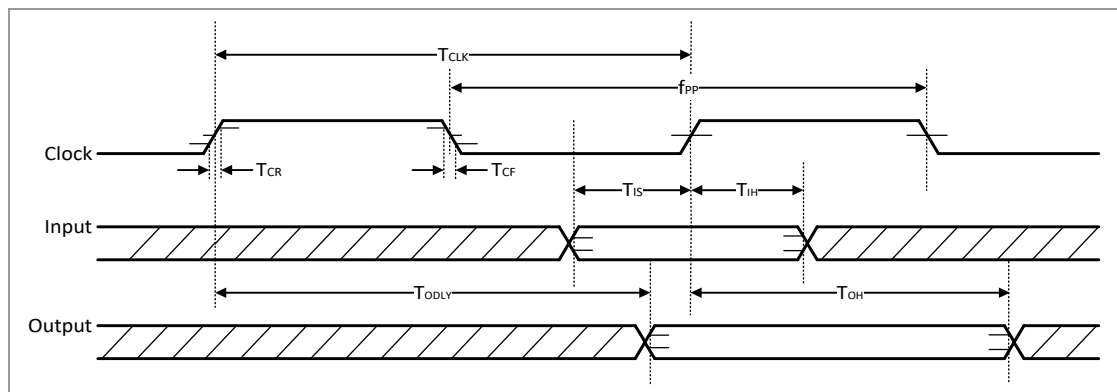 TCLK
fPP
Clock
TCR
TCF
TIS
TIH
Input
TODLY
TOH
Output